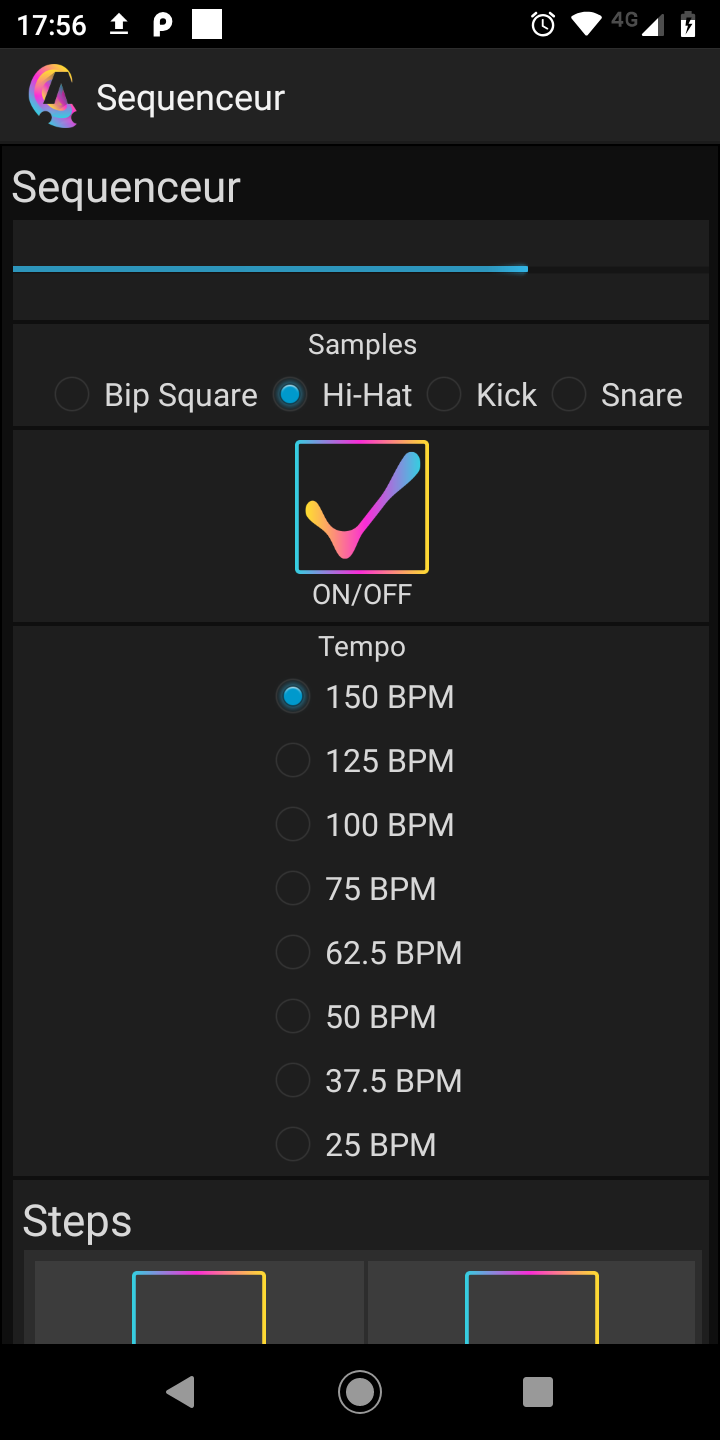 17:56
4G
Sequenceur
Sequenceur
Samples
Bip Square Hi-Hat Kick Snare
ON/OFF
Tempo
150 BPM
125 BPM
100 BPM
75 BPM
62.5 BPM
50 BPM
37.5 BPM
25 BPM
Steps